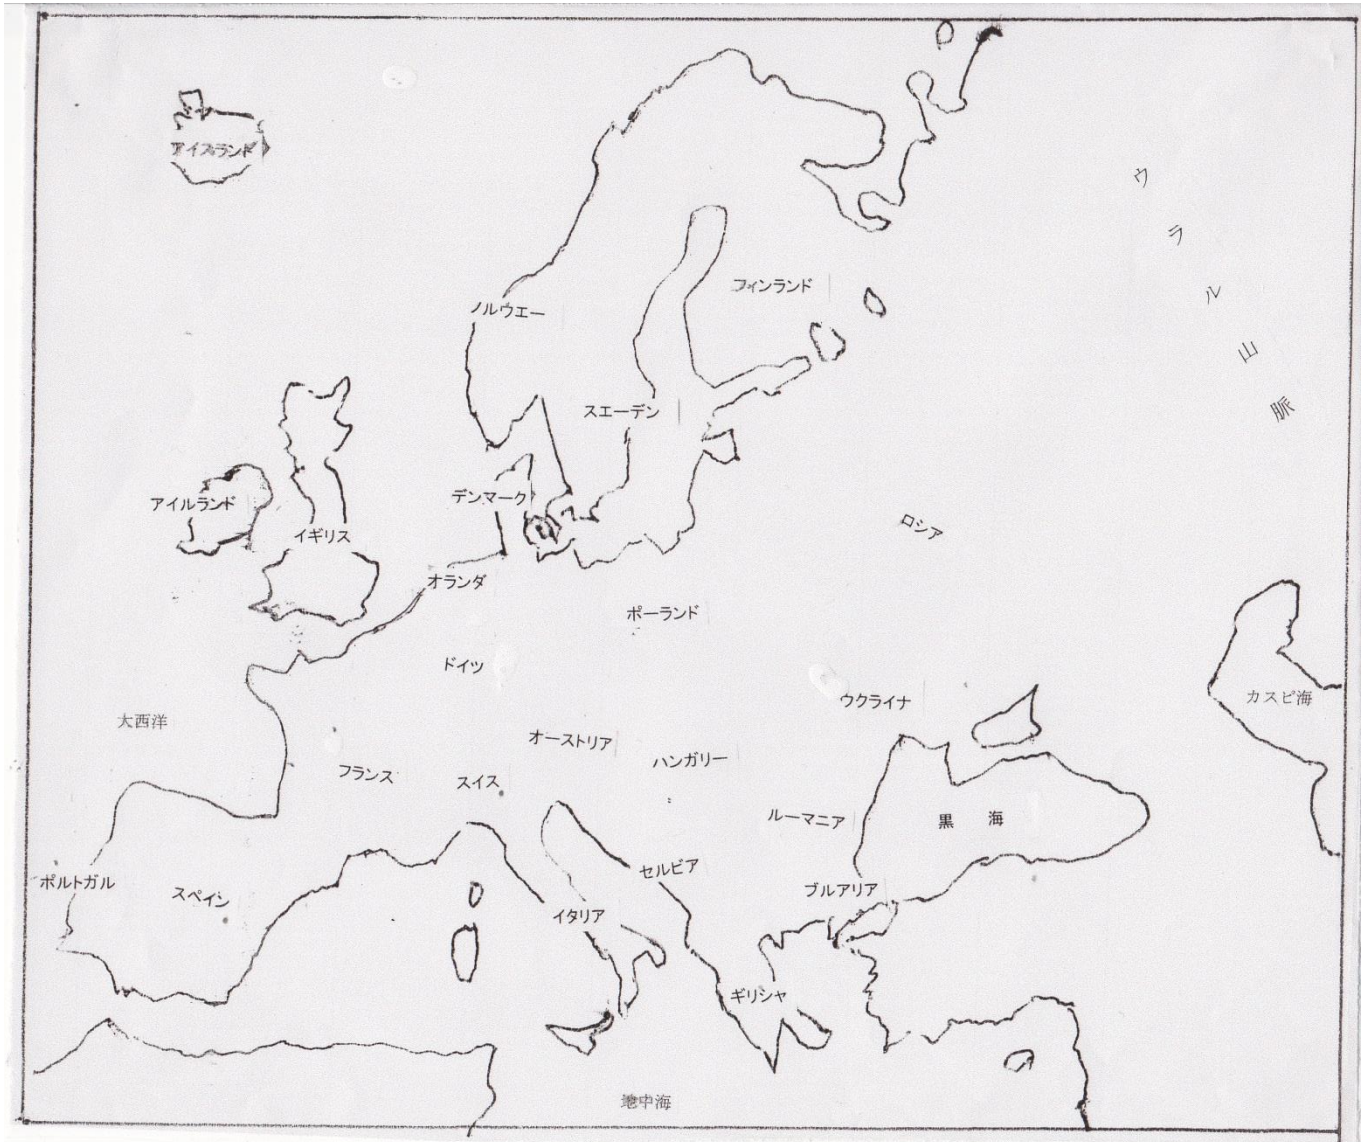 アイスランド
ウラル山脈
フィンランド
ノルウエー
スエーデン
デンマーク
アイルランド
イギリス
ロシア
オランダ
ポーランド
ドイツ
ウクライナ
カスピ海
大西洋
オーストリア
ハンガリー
フランス
スイス
ルーマニア
黒海
セルビア
ポルトガル
スペイン
ブルアリア
イタリア
ギリシャ
地中海